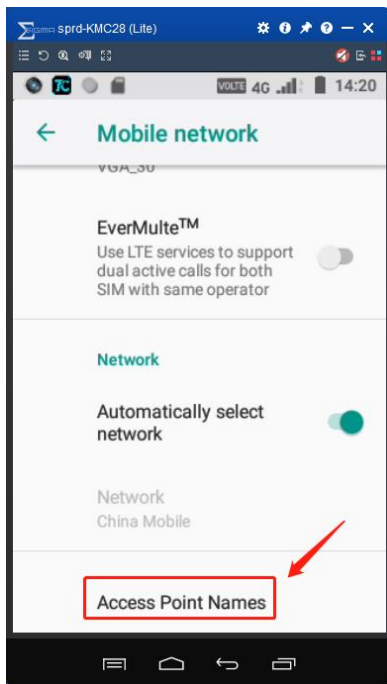 Sigma sprd-KMC28 (Lite)
VOLTE 4G 14:20
Mobile network
VGA_30
EverMulte™
Use LTE services to support
dual active calls for both
SIM with same operator
Network
Automatically select
network
Network
China Mobile
Access Point Names